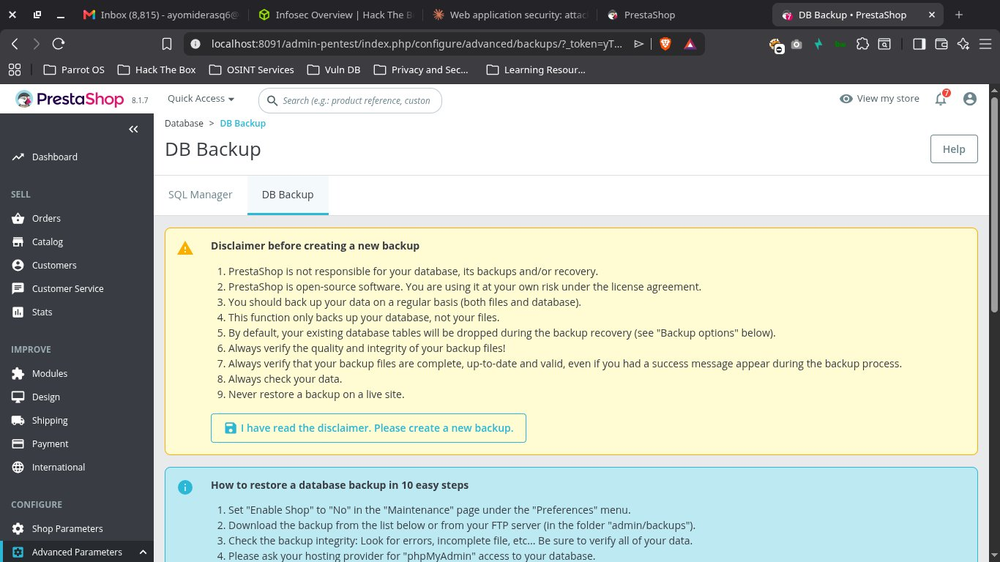 Inbox (8,815) - ayomiderasq6@
Infosec Overview | Hack The B
Web application security: attac
PrestaShop
DB Backup • PrestaShop
localhost:8091/admin-pentest/index.php/configure/advanced/backups/?_token=yT...
Parrot OS
Hack The Box
OSINT Services
Vuln DB
Privacy and Sec...
Learning Resour...
PrestaShop 8.1.7
Quick Access
Search (e.g.: product reference, custon
View my store
7
Database > DB Backup
DB Backup
Help
Dashboard
SELL
Orders
Catalog
Customers
Customer Service
Stats
IMPROVE
Modules
Design
Shipping
Payment
International
CONFIGURE
Shop Parameters
Advanced Parameters
SQL Manager
DB Backup
Disclaimer before creating a new backup
1. PrestaShop is not responsible for your database, its backups and/or recovery.
2. PrestaShop is open-source software. You are using it at your own risk under the license agreement.
3. You should back up your data on a regular basis (both files and database).
4. This function only backs up your database, not your files.
5. By default, your existing database tables will be dropped during the backup recovery (see "Backup options" below).
6. Always verify the quality and integrity of your backup files!
7. Always verify that your backup files are complete, up-to-date and valid, even if you had a success message appear during the backup process.
8. Always check your data.
9. Never restore a backup on a live site.
I have read the disclaimer. Please create a new backup.
How to restore a database backup in 10 easy steps
1. Set "Enable Shop" to "No" in the "Maintenance" page under the "Preferences" menu.
2. Download the backup from the list below or from your FTP server (in the folder "admin/backups").
3. Check the backup integrity: Look for errors, incomplete file, etc... Be sure to verify all of your data.
4. Please ask your hosting provider for "phpMyAdmin" access to your database.